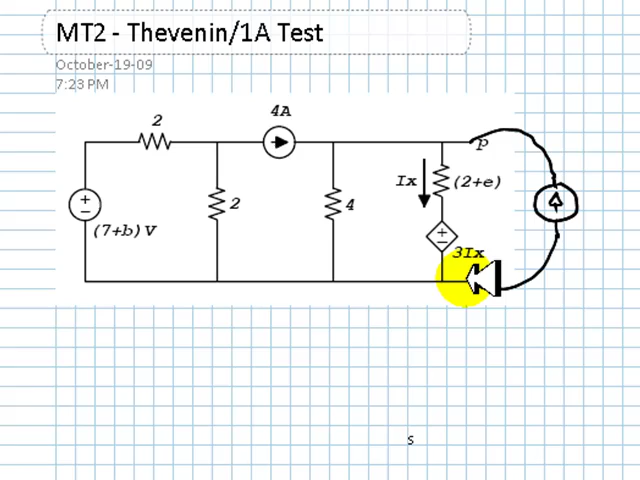 MT2 - Thevenin/1A Test
October-19-09
7:23 PM
4A
2
p
Ix
(2+e)
2
4
(7+b) V
3Ix
s